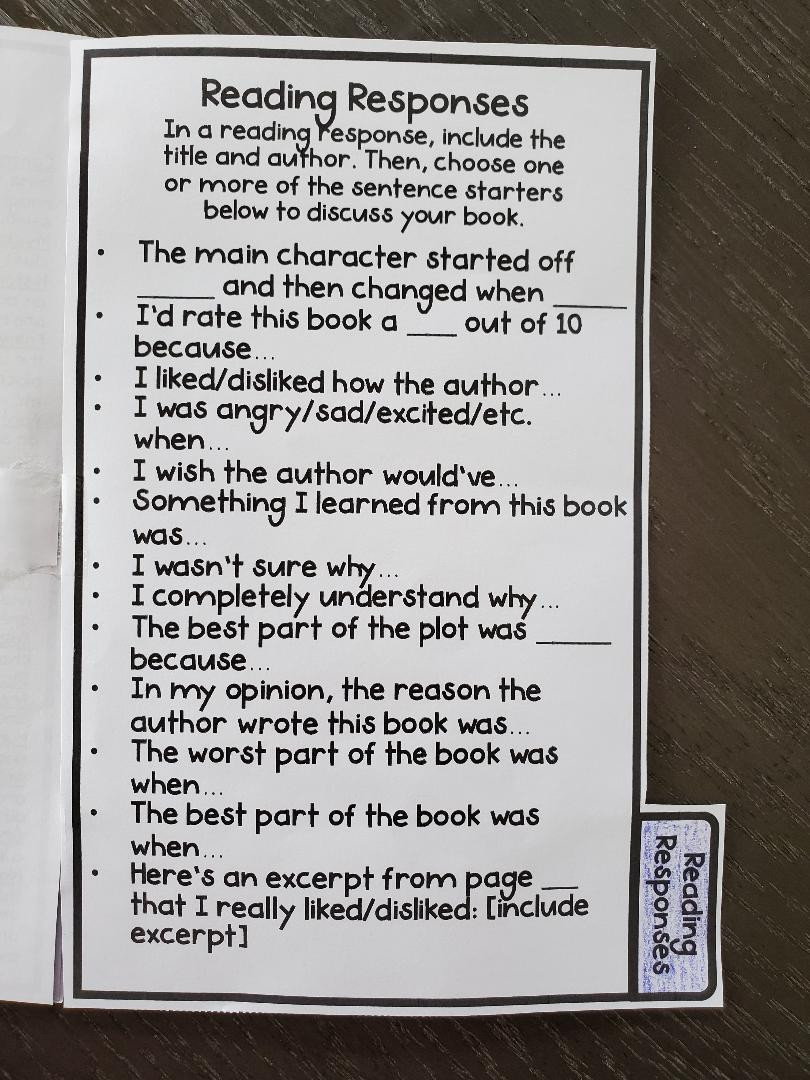 Reading Responses
In a reading response, include the
title and author. Then, choose one
or more of the sentence starters
below to discuss your book.
• The main character started off
_____ and then changed when _____
• I'd rate this book a ___ out of 10
because...
• I liked/disliked how the author...
• I was angry/sad/excited/etc.
when...
• I wish the author would've...
• Something I learned from this book
was...
• I wasn't sure why...
• I completely understand why...
• The best part of the plot was _____
because...
• In my opinion, the reason the
author wrote this book was...
• The worst part of the book was
when...
• The best part of the book was
when...
• Here's an excerpt from page __
that I really liked/disliked: [include
excerpt]
Reading
Responses